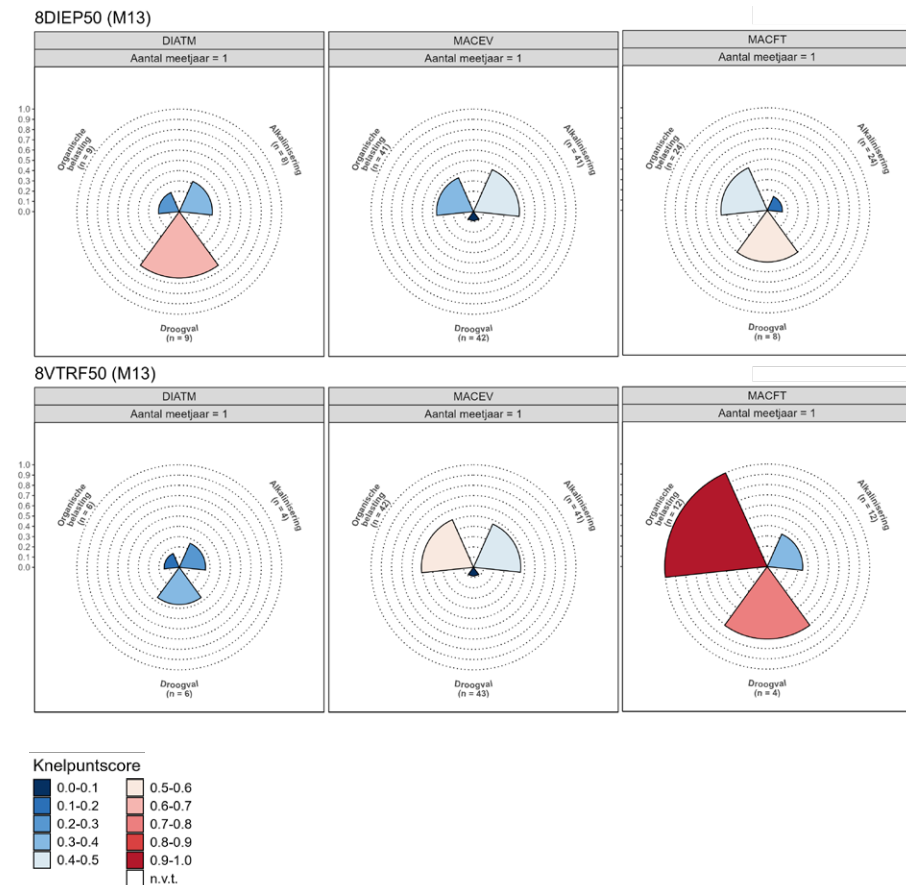 8DIEP50 (M13)
DIATM
MACEV
MACFT
Aantal meetjaar = 1
Aantal meetjaar = 1
Aantal meetjaar = 1
1.0
0.9
0.8
0.7
0.6
0.5
0.4
0.3
0.2
0.1
0.0
Organische
belasting
(n = 9)
Alkalinisering
(n = 8)
Droogval
(n = 9)
Organische
belasting
(n = 41)
Alkalinisering
(n = 41)
Droogval
(n = 42)
Organische
belasting
(n = 24)
Alkalinisering
(n = 24)
Droogval
(n = 8)
8VTRF50 (M13)
DIATM
MACEV
MACFT
Aantal meetjaar = 1
Aantal meetjaar = 1
Aantal meetjaar = 1
1.0
0.9
0.8
0.7
0.6
0.5
0.4
0.3
0.2
0.1
0.0
Organische
belasting
(n = 6)
Alkalinisering
(n = 4)
Droogval
(n = 6)
Organische
belasting
(n = 42)
Alkalinisering
(n = 41)
Droogval
(n = 43)
Organische
belasting
(n = 12)
Alkalinisering
(n = 12)
Droogval
(n = 4)
Knelpuntscore
0.0-0.1
0.1-0.2
0.2-0.3
0.3-0.4
0.4-0.5
0.5-0.6
0.6-0.7
0.7-0.8
0.8-0.9
0.9-1.0
n.v.t.